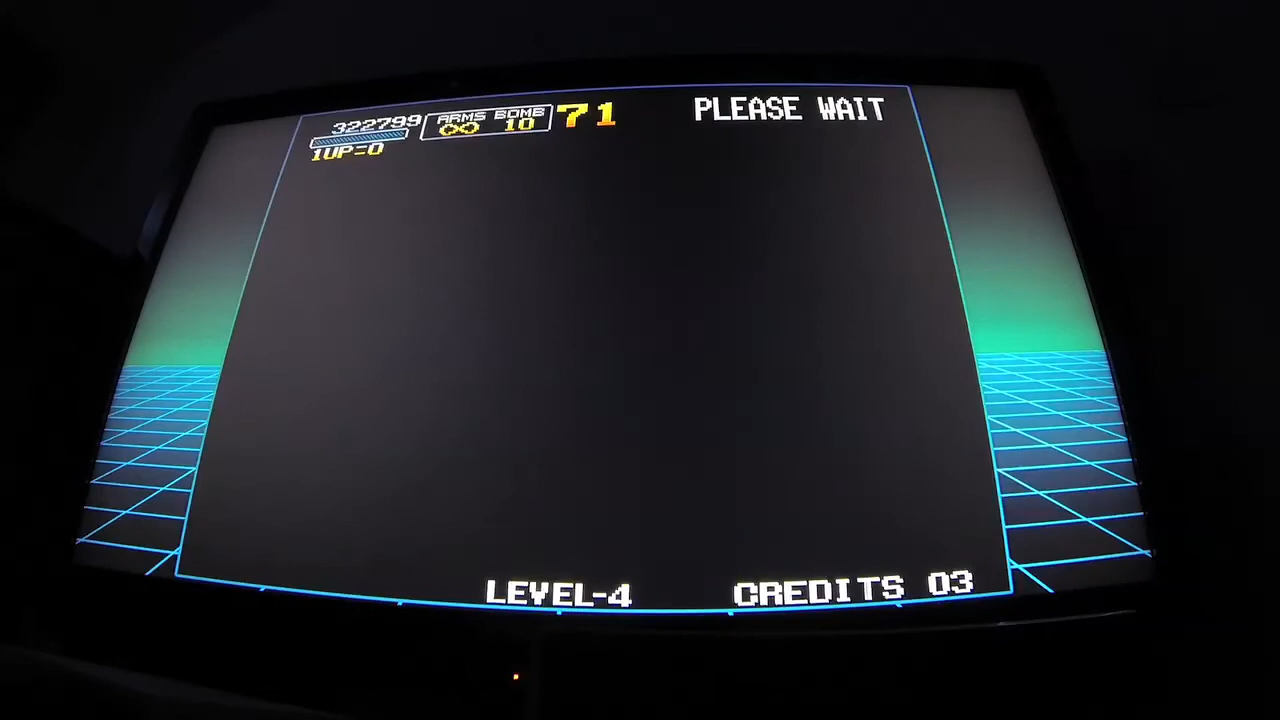 322799 ARMS BOMB 71 PLEASE WAIT
∞ 10
1UP=0
LEVEL-4 CREDITS 03